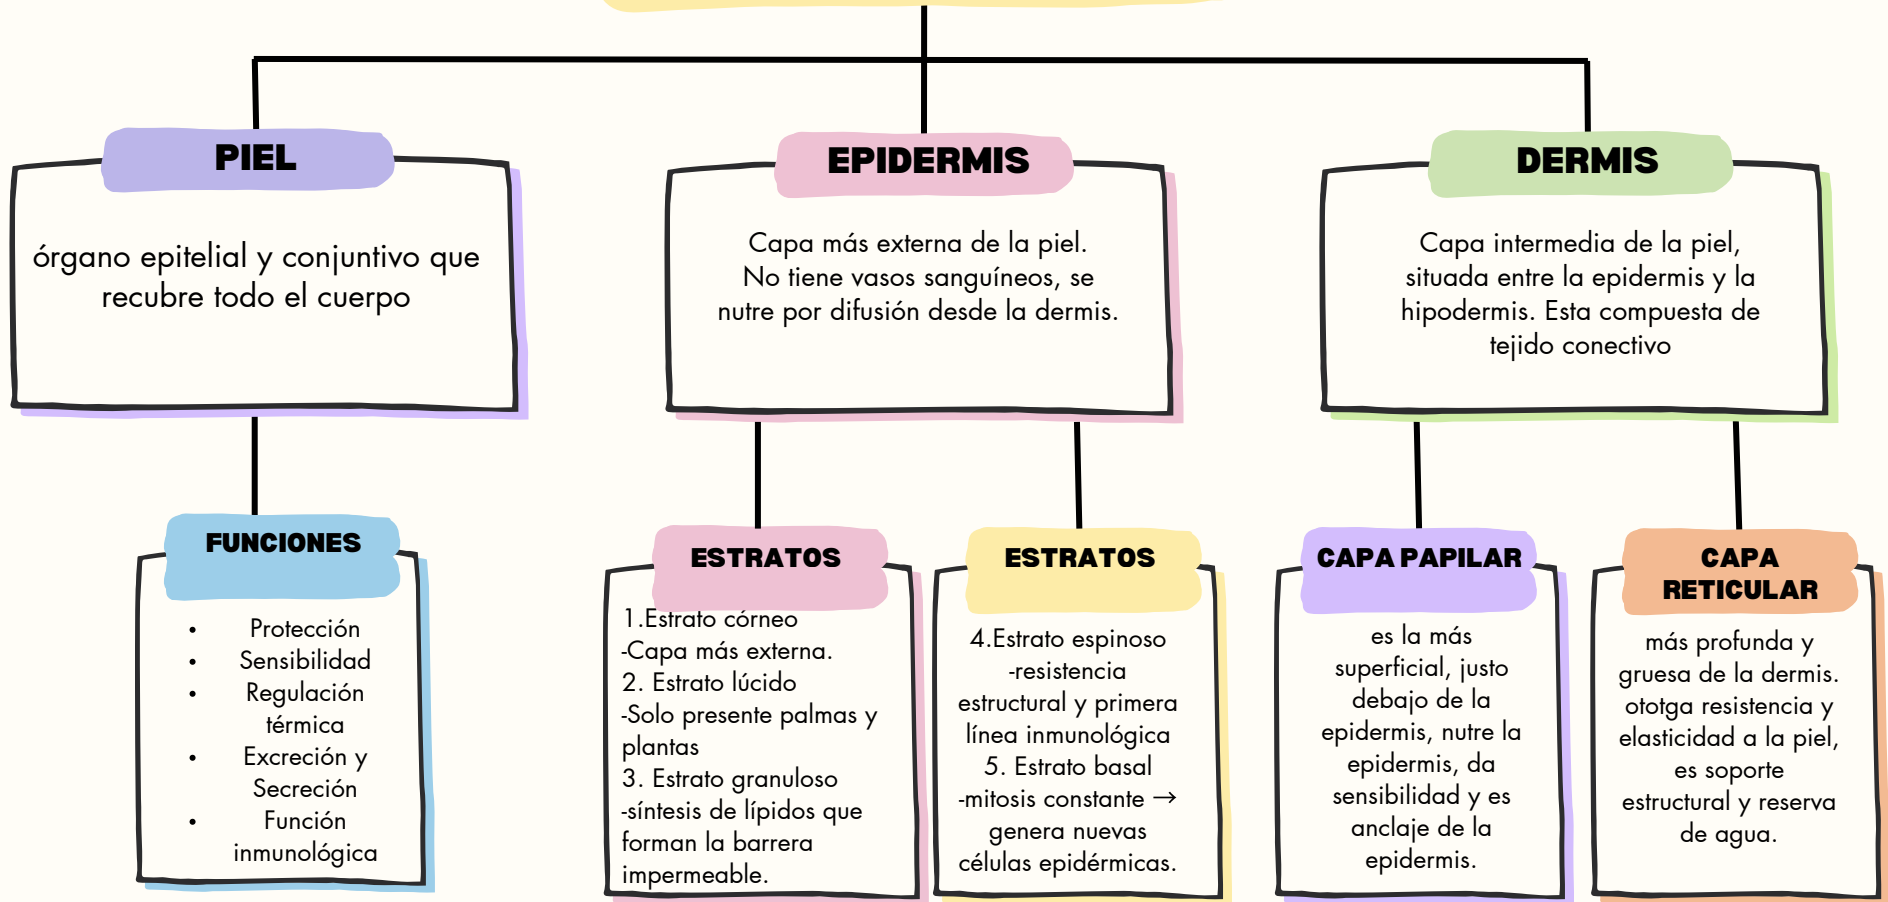 PIEL
órgano epitelial y conjuntivo que
recubre todo el cuerpo
EPIDERMIS
Capa más externa de la piel.
No tiene vasos sanguíneos, se
nutre por difusión desde la dermis.
DERMIS
Capa intermedia de la piel,
situada entre la epidermis y la
hipodermis. Esta compuesta de
tejido conectivo
FUNCIONES
• Protección
• Sensibilidad
• Regulación
térmica
• Excreción y
Secreción
• Función
inmunológica
ESTRATOS
1.Estrato córneo
-Capa más externa.
2. Estrato lúcido
-Solo presente palmas y
plantas
3. Estrato granuloso
-síntesis de lípidos que
forman la barrera
impermeable.
ESTRATOS
4.Estrato espinoso
-resistencia
estructural y primera
línea inmunológica
5. Estrato basal
-mitosis constante →
genera nuevas
células epidérmicas.
CAPA PAPILAR
es la más
superficial, justo
debajo de la
epidermis, nutre la
epidermis, da
sensibilidad y es
anclaje de la
epidermis.
CAPA
RETICULAR
más profunda y
gruesa de la dermis.
ototga resistencia y
elasticidad a la piel,
es soporte
estructural y reserva
de agua.